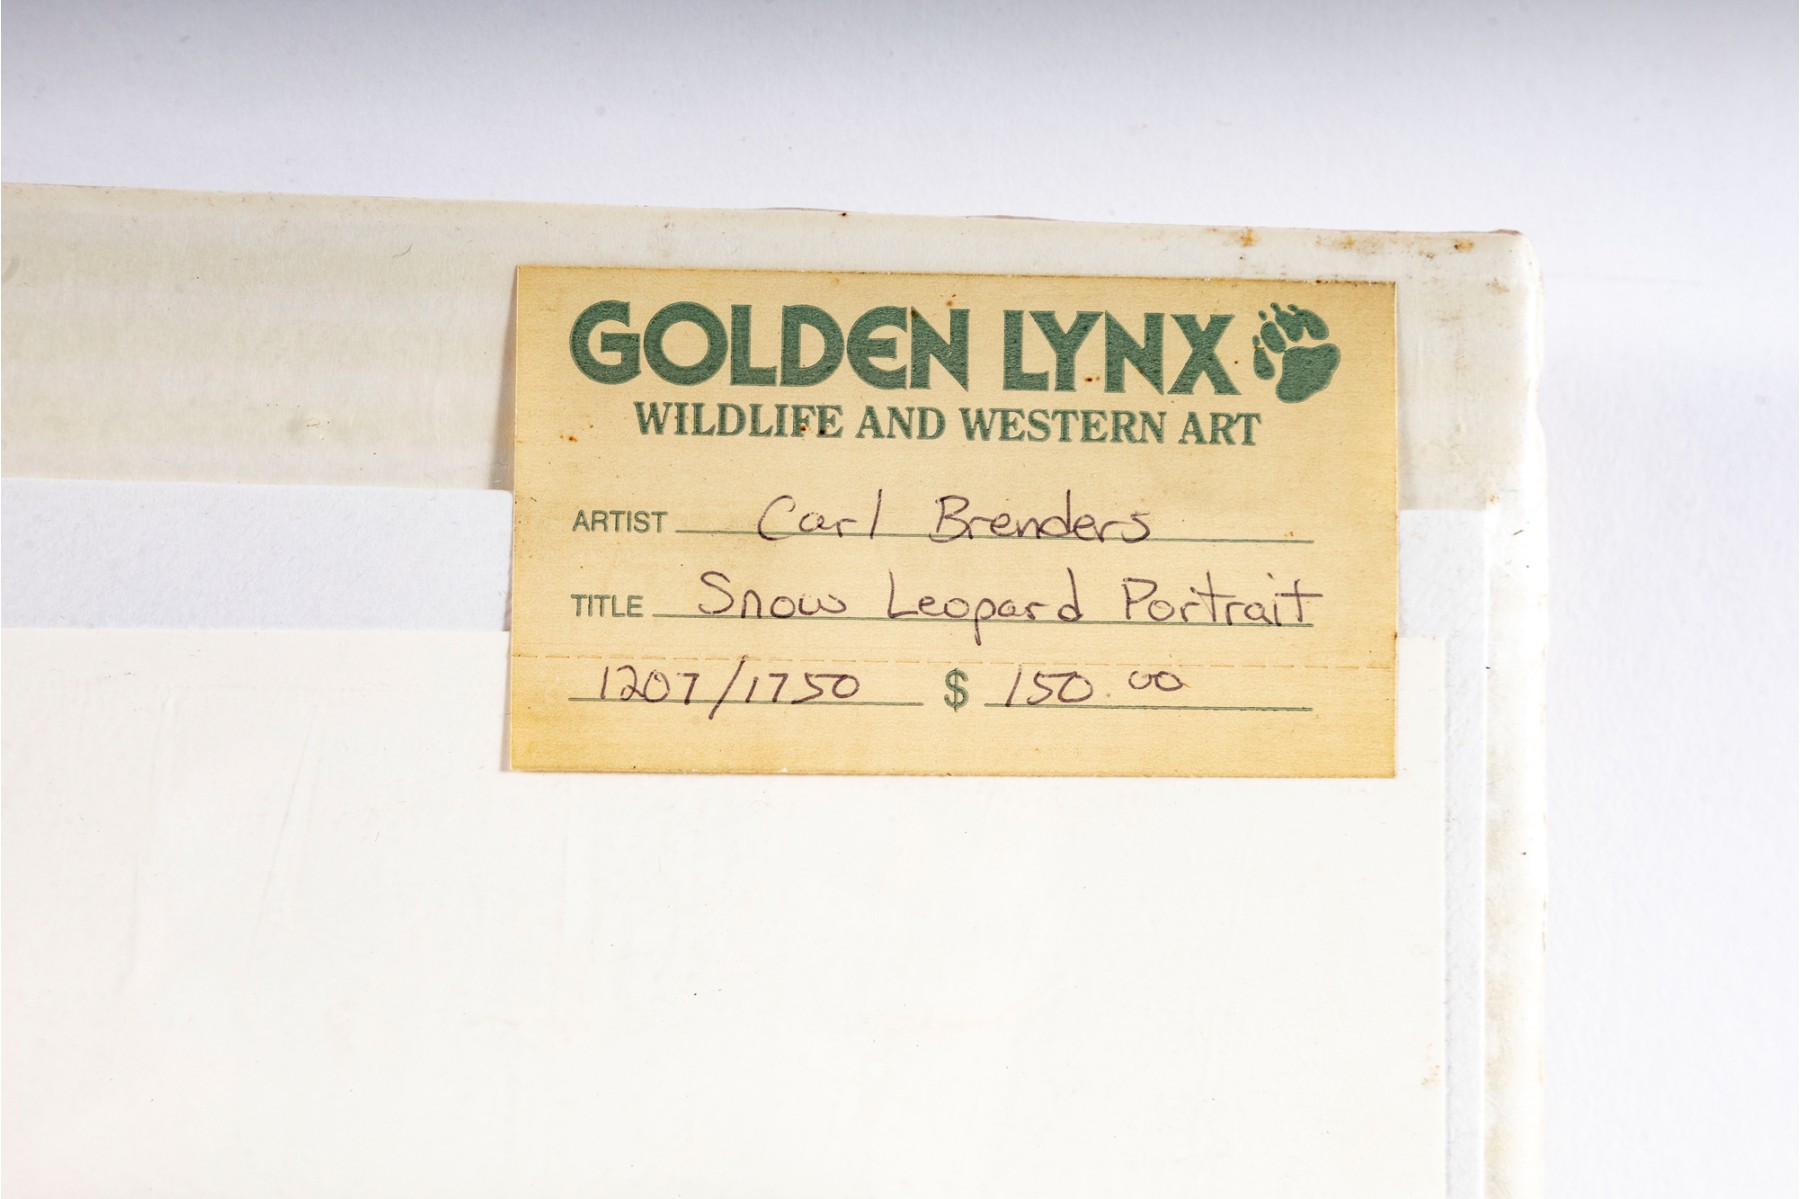 GOLDEN LYNX
WILDLIFE AND WESTERN ART
ARTIST Carl Brenders
TITLE Snow Leopard Portrait
1207/1750 $ 150.00